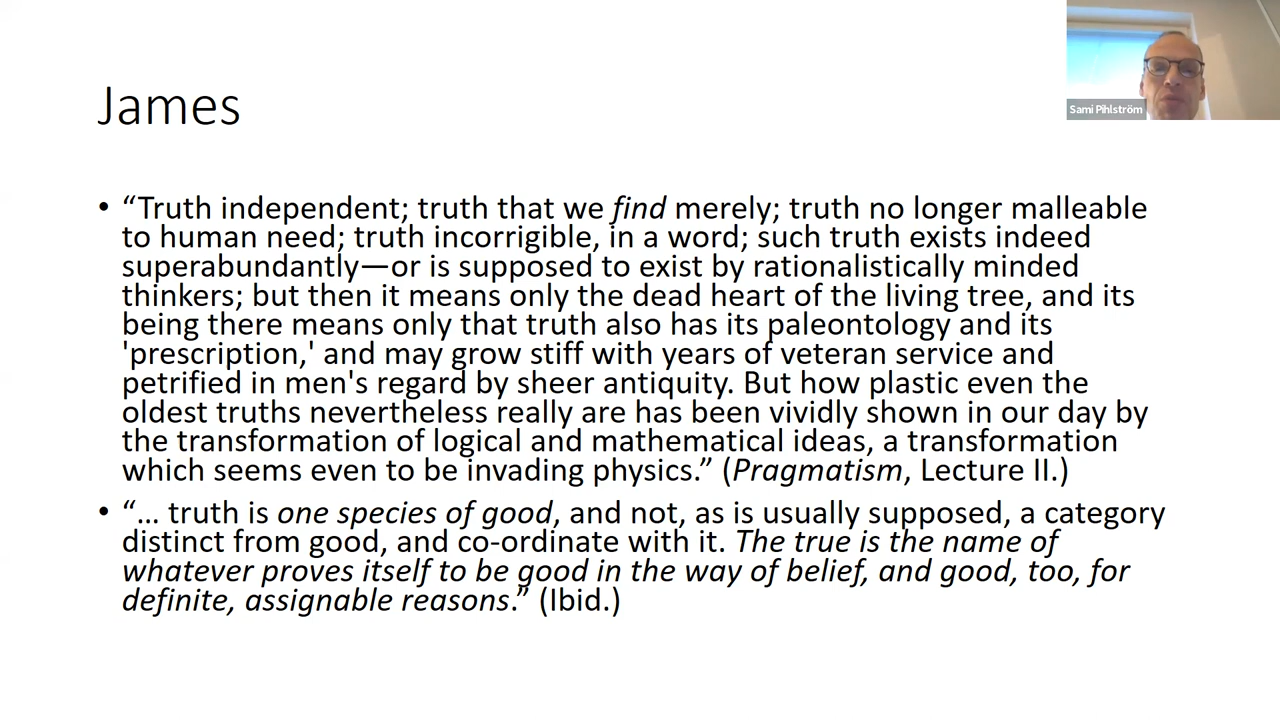 James
Sami Pihlström
• “Truth independent; truth that we find merely; truth no longer malleable
to human need; truth incorrigible, in a word; such truth exists indeed
superabundantly—or is supposed to exist by rationalistically minded
thinkers; but then it means only the dead heart of the living tree, and its
being there means only that truth also has its paleontology and its
'prescription,' and may grow stiff with years of veteran service and
petrified in men's regard by sheer antiquity. But how plastic even the
oldest truths nevertheless really are has been vividly shown in our day by
the transformation of logical and mathematical ideas, a transformation
which seems even to be invading physics.” (Pragmatism, Lecture II.)
• “… truth is one species of good, and not, as is usually supposed, a category
distinct from good, and co-ordinate with it. The true is the name of
whatever proves itself to be good in the way of belief, and good, too, for
definite, assignable reasons.” (Ibid.)